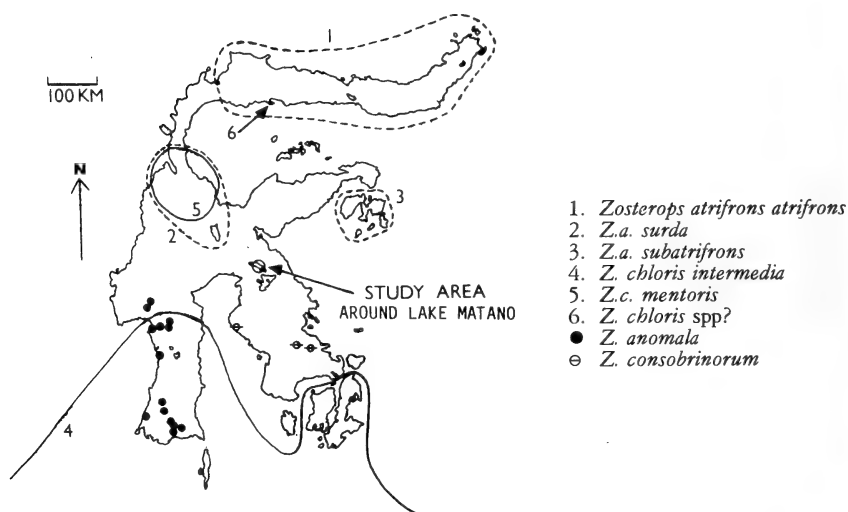 1
100 KM
N
6
3
5
2
STUDY AREA
AROUND LAKE MATANO
4
1. Zosterops atrifrons atrifrons
2. Z.a. surda
3. Z.a. subatrifrons
4. Z. chloris intermedia
5. Z.c. mentoris
6. Z. chloris spp?
● Z. anomala
⊖ Z. consobrinorum